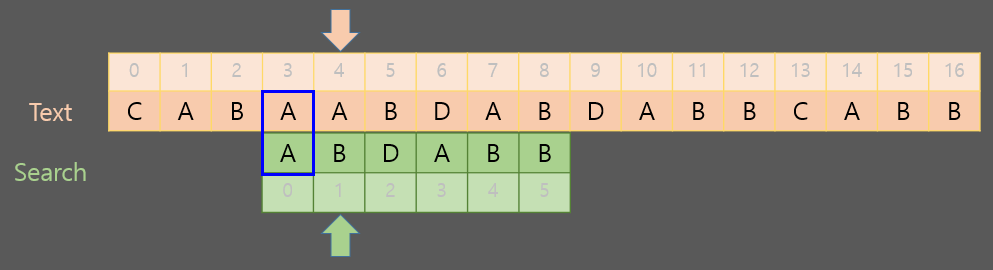 0 1 2 3 4 5 6 7 8 9 10 11 12 13 14 15 16
Text C A B A A B D A B D A B B C A B B
Search A B D A B B
0 1 2 3 4 5